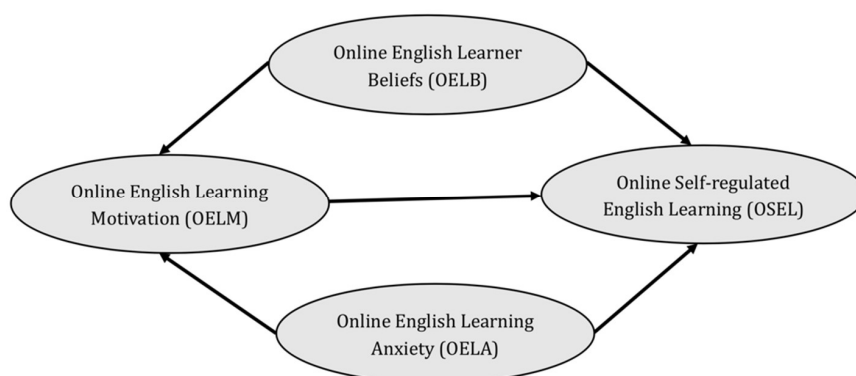 Online English Learner
Beliefs (OELB)
Online English Learning
Motivation (OELM)
Online Self-regulated
English Learning (OSEL)
Online English Learning
Anxiety (OELA)